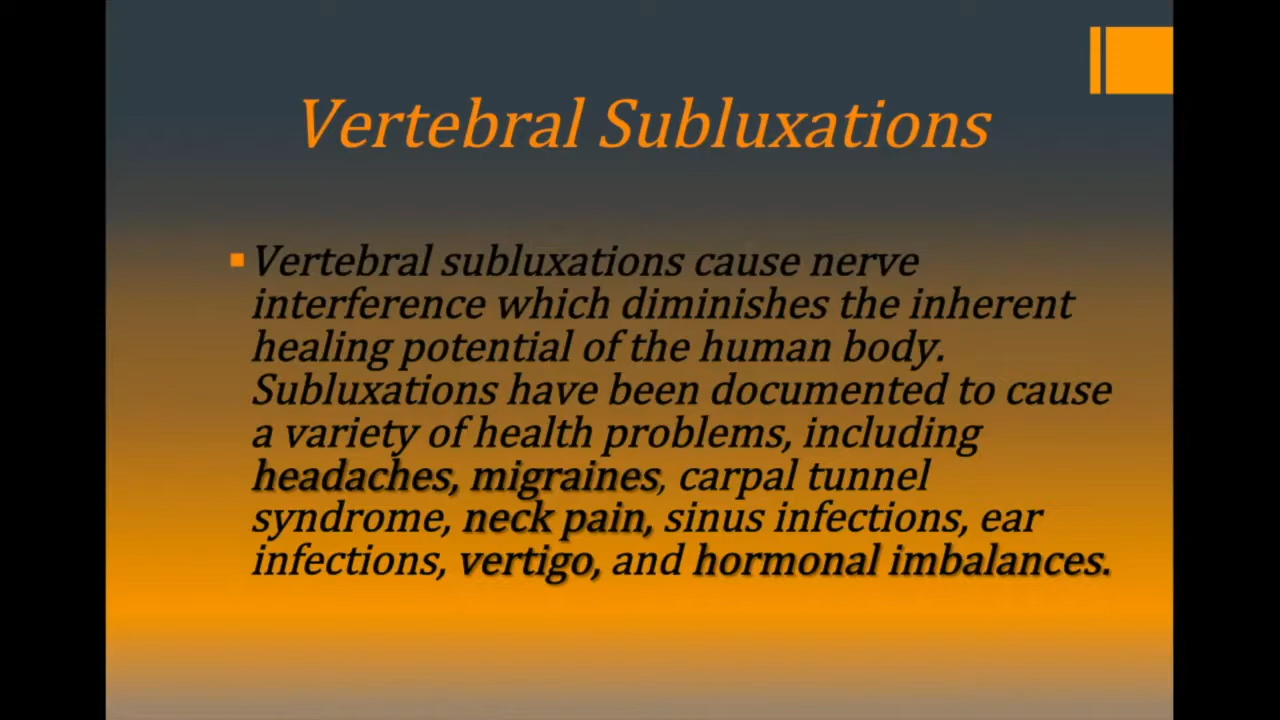 Vertebral Subluxations
Vertebral subluxations cause nerve
interference which diminishes the inherent
healing potential of the human body.
Subluxations have been documented to cause
a variety of health problems, including
headaches, migraines, carpal tunnel
syndrome, neck pain, sinus infections, ear
infections, vertigo, and hormonal imbalances.